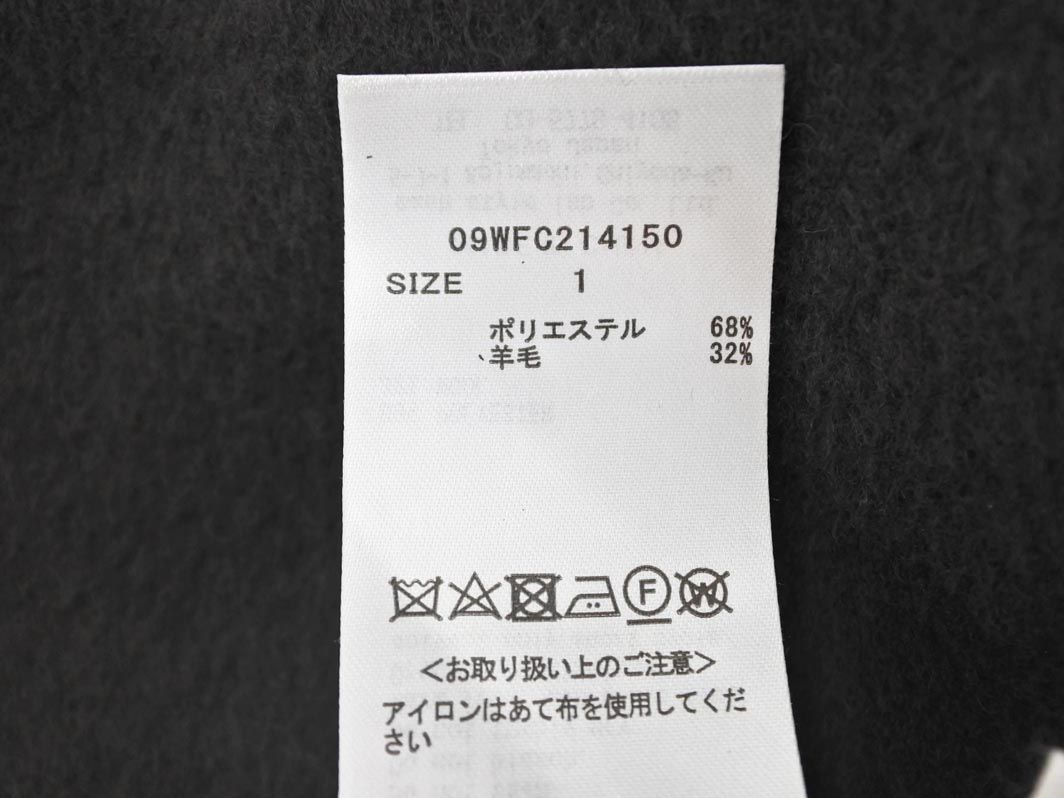 09WFC214150
SIZE 1
ポリエステル 68%
羊毛 32%
F W
<お取り扱い上のご注意>
アイロンはあて布を使用してくだ
さい